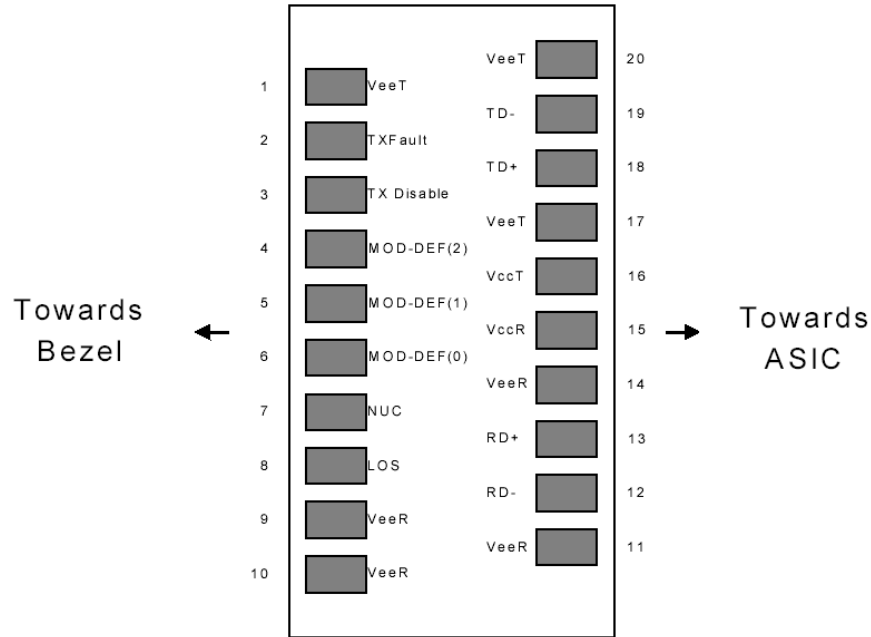 VeeT 20
1 VeeT
TD- 19
2 TXFault
TD+ 18
3 TX Disable
VeeT 17
4 MOD-DEF(2)
VccT 16
5 MOD-DEF(1)
Towards
Bezel
VccR 15
Towards
ASIC
6 MOD-DEF(0)
VeeR 14
7 NUC
RD+ 13
8 LOS
RD- 12
9 VeeR
VeeR 11
10 VeeR